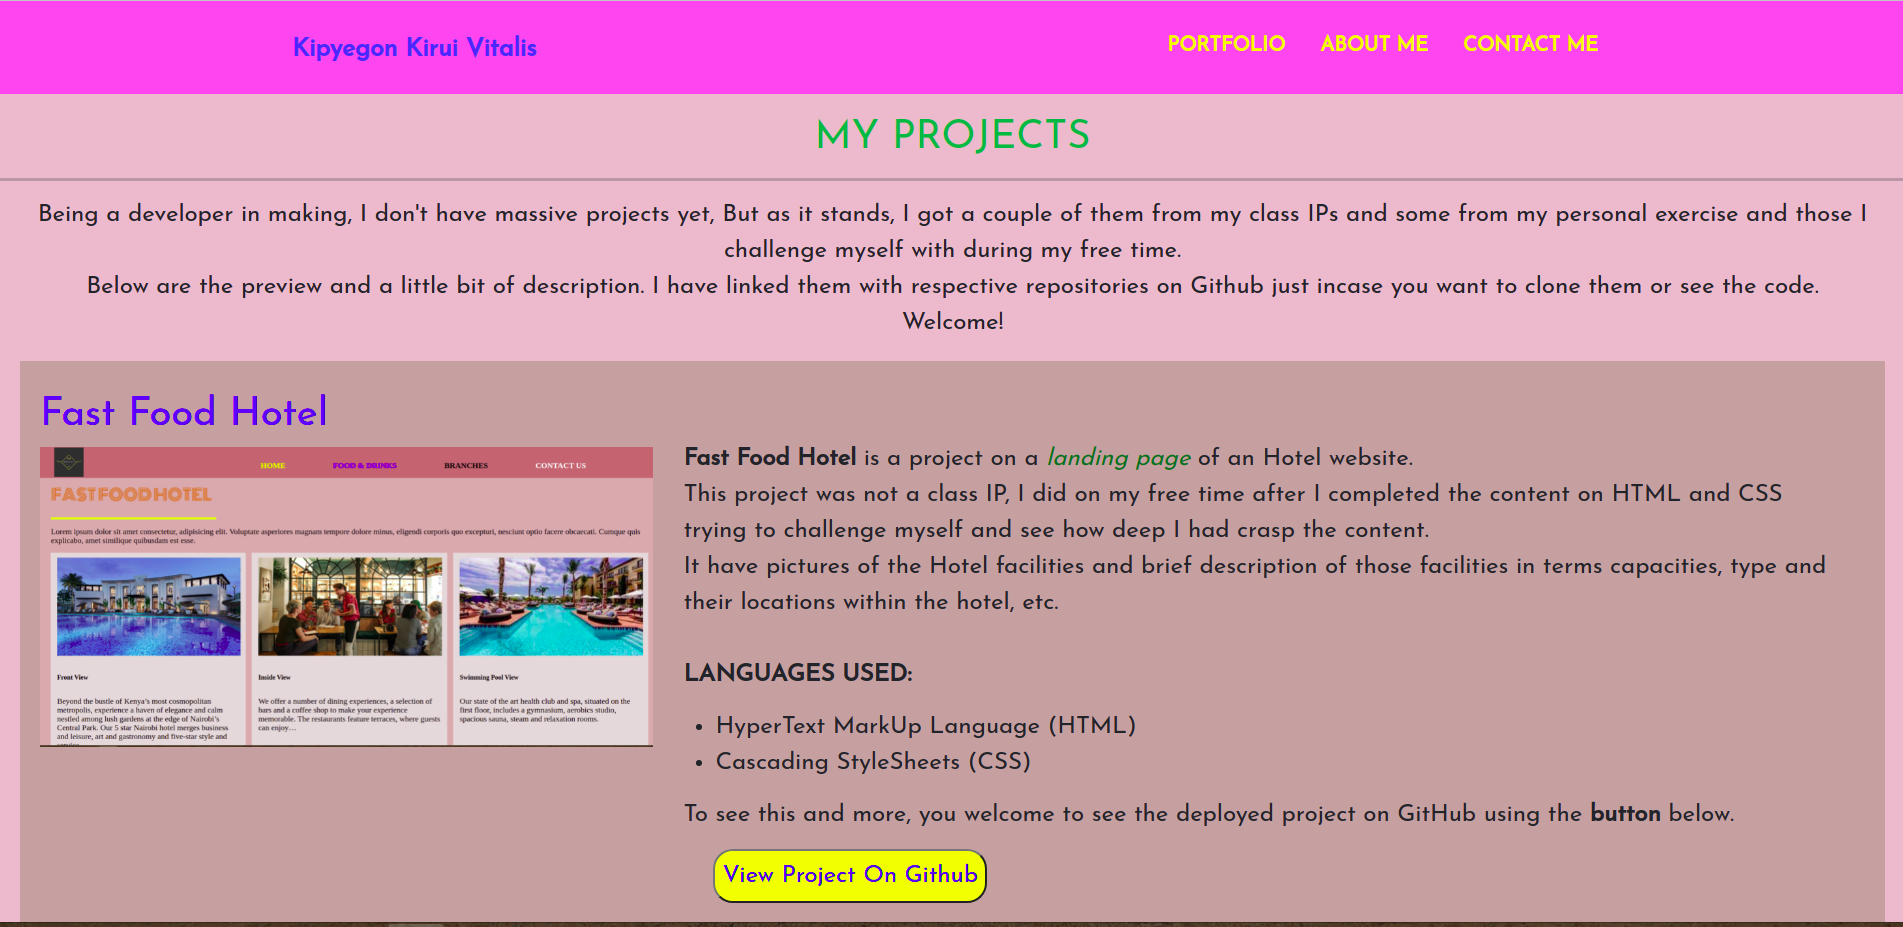 Kipyegon Kirui Vitalis
PORTFOLIO ABOUT ME CONTACT ME
MY PROJECTS
Being a developer in making, I don't have massive projects yet, But as it stands, I got a couple of them from my class IPs and some from my personal exercise and those I
challenge myself with during my free time.
Below are the preview and a little bit of description. I have linked them with respective repositories on Github just incase you want to clone them or see the code.
Welcome!
Fast Food Hotel
HOME FOOD & DRINKS BRANCHES CONTACT US
FAST FOOD HOTEL
Lorem ipsum dolor sit amet consectetur, adipisicing elit. Voluptate asperiores magnam tempore dolore minus, eligendi corporis quo excepturi, nesciunt optio facere obcaecati. Cumque quis
explicabo, amet similique quibusdam est esse.
Front View
Beyond the bustle of Kenya's most cosmopolitan
metropolis, experience a haven of elegance and calm
nestled among lush gardens at the edge of Nairobi's
Central Park. Our 5 star Nairobi hotel merges business
and leisure, art and gastronomy and five-star style and
Inside View
We offer a number of dining experiences, a selection of
bars and a coffee shop to make your experience
memorable. The restaurants feature terraces, where guests
can enjoy…
Swimming Pool View
Our state of the art health club and spa, situated on the
first floor, includes a gymnasium, aerobics studio,
spacious sauna, steam and relaxation rooms.
Fast Food Hotel is a project on a landing page of an Hotel website.
This project was not a class IP, I did on my free time after I completed the content on HTML and CSS
trying to challenge myself and see how deep I had crasp the content.
It have pictures of the Hotel facilities and brief description of those facilities in terms capacities, type and
their locations within the hotel, etc.
LANGUAGES USED:
• HyperText MarkUp Language (HTML)
• Cascading StyleSheets (CSS)
To see this and more, you welcome to see the deployed project on GitHub using the button below.
View Project On Github